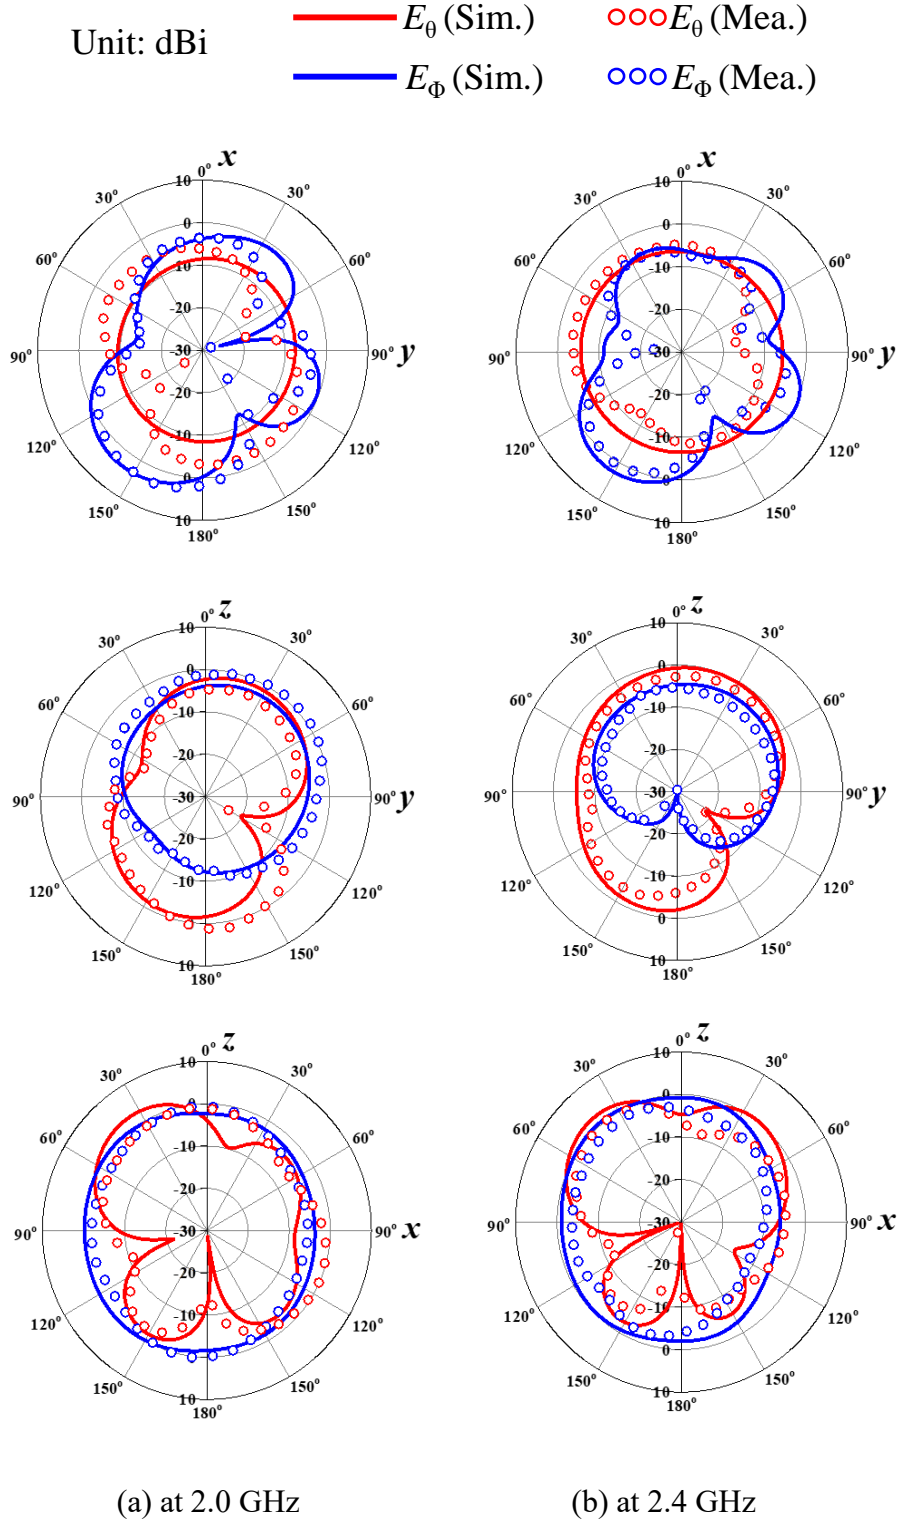 Unit: dBi
E_θ (Sim.) E_θ (Mea.)
E_Φ (Sim.) E_Φ (Mea.)
x x
0° 0°
10 10
30° 30° 30° 30°
0 0
60° -10 60° 60° -10 60°
-20 -20
90° -30 90° y 90° -30 90° y
20 20
120° -10 120° 120° -10 120°
0 0
150° 150° 150° 150°
10 10
180° 180°
z z
0° 0°
10 10
30° 30° 30° 30°
0 0
60° -10 60° 60° -10 60°
-20 -20
90° -30 90° y 90° -30 90° y
-20 -20
120° -10 120° 120° -10 120°
0
150° 150° 150° 150°
10 10
180° 180°
z z
0° 0°
10 10
30° 30° 30° 30°
0
60° -10 60° 60° -10 60°
-20 20
90° -30 90° x 90° -30 90° x
20 20
120° -10 120° 120° -10 120°
0
150° 150° 150° 150°
10 10
180° 180°
(a) at 2.0 GHz (b) at 2.4 GHz